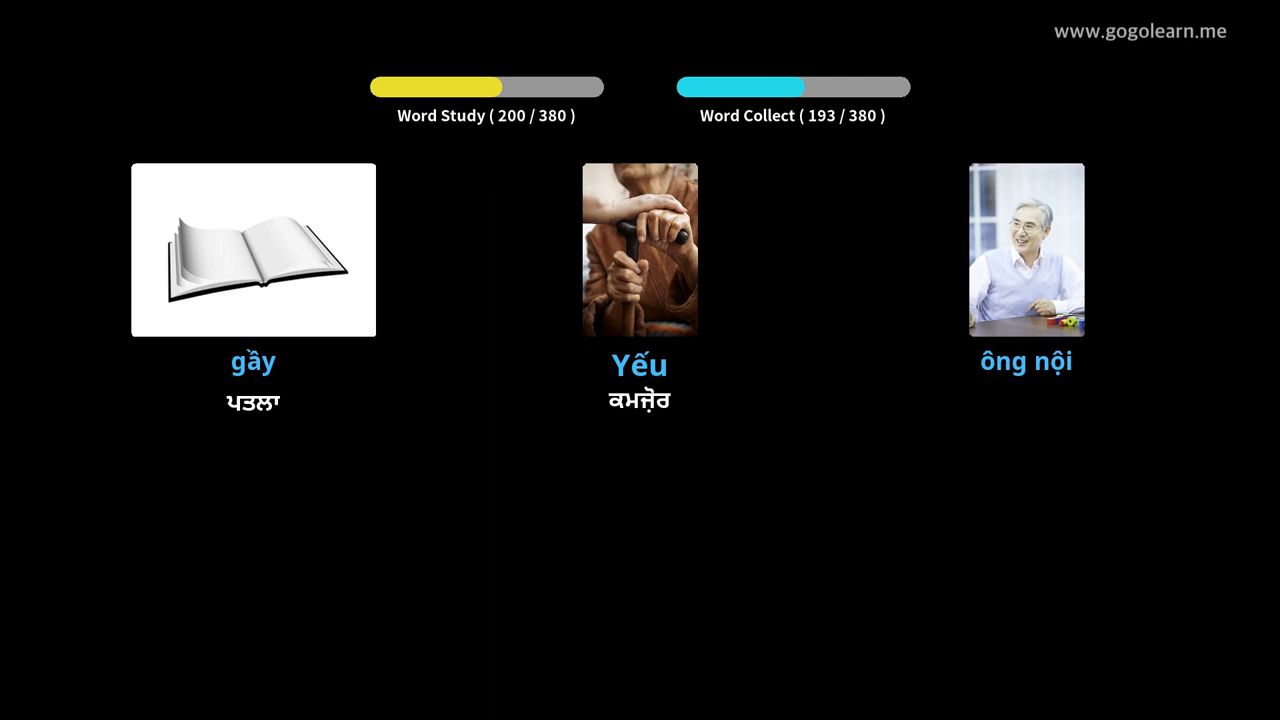 www.gogolearn.me
Word Study ( 200 / 380 )
Word Collect ( 193 / 380 )
gầy
Yếu
ông nội
ਪਤਲਾ
ਕਮਜ਼ੋਰ